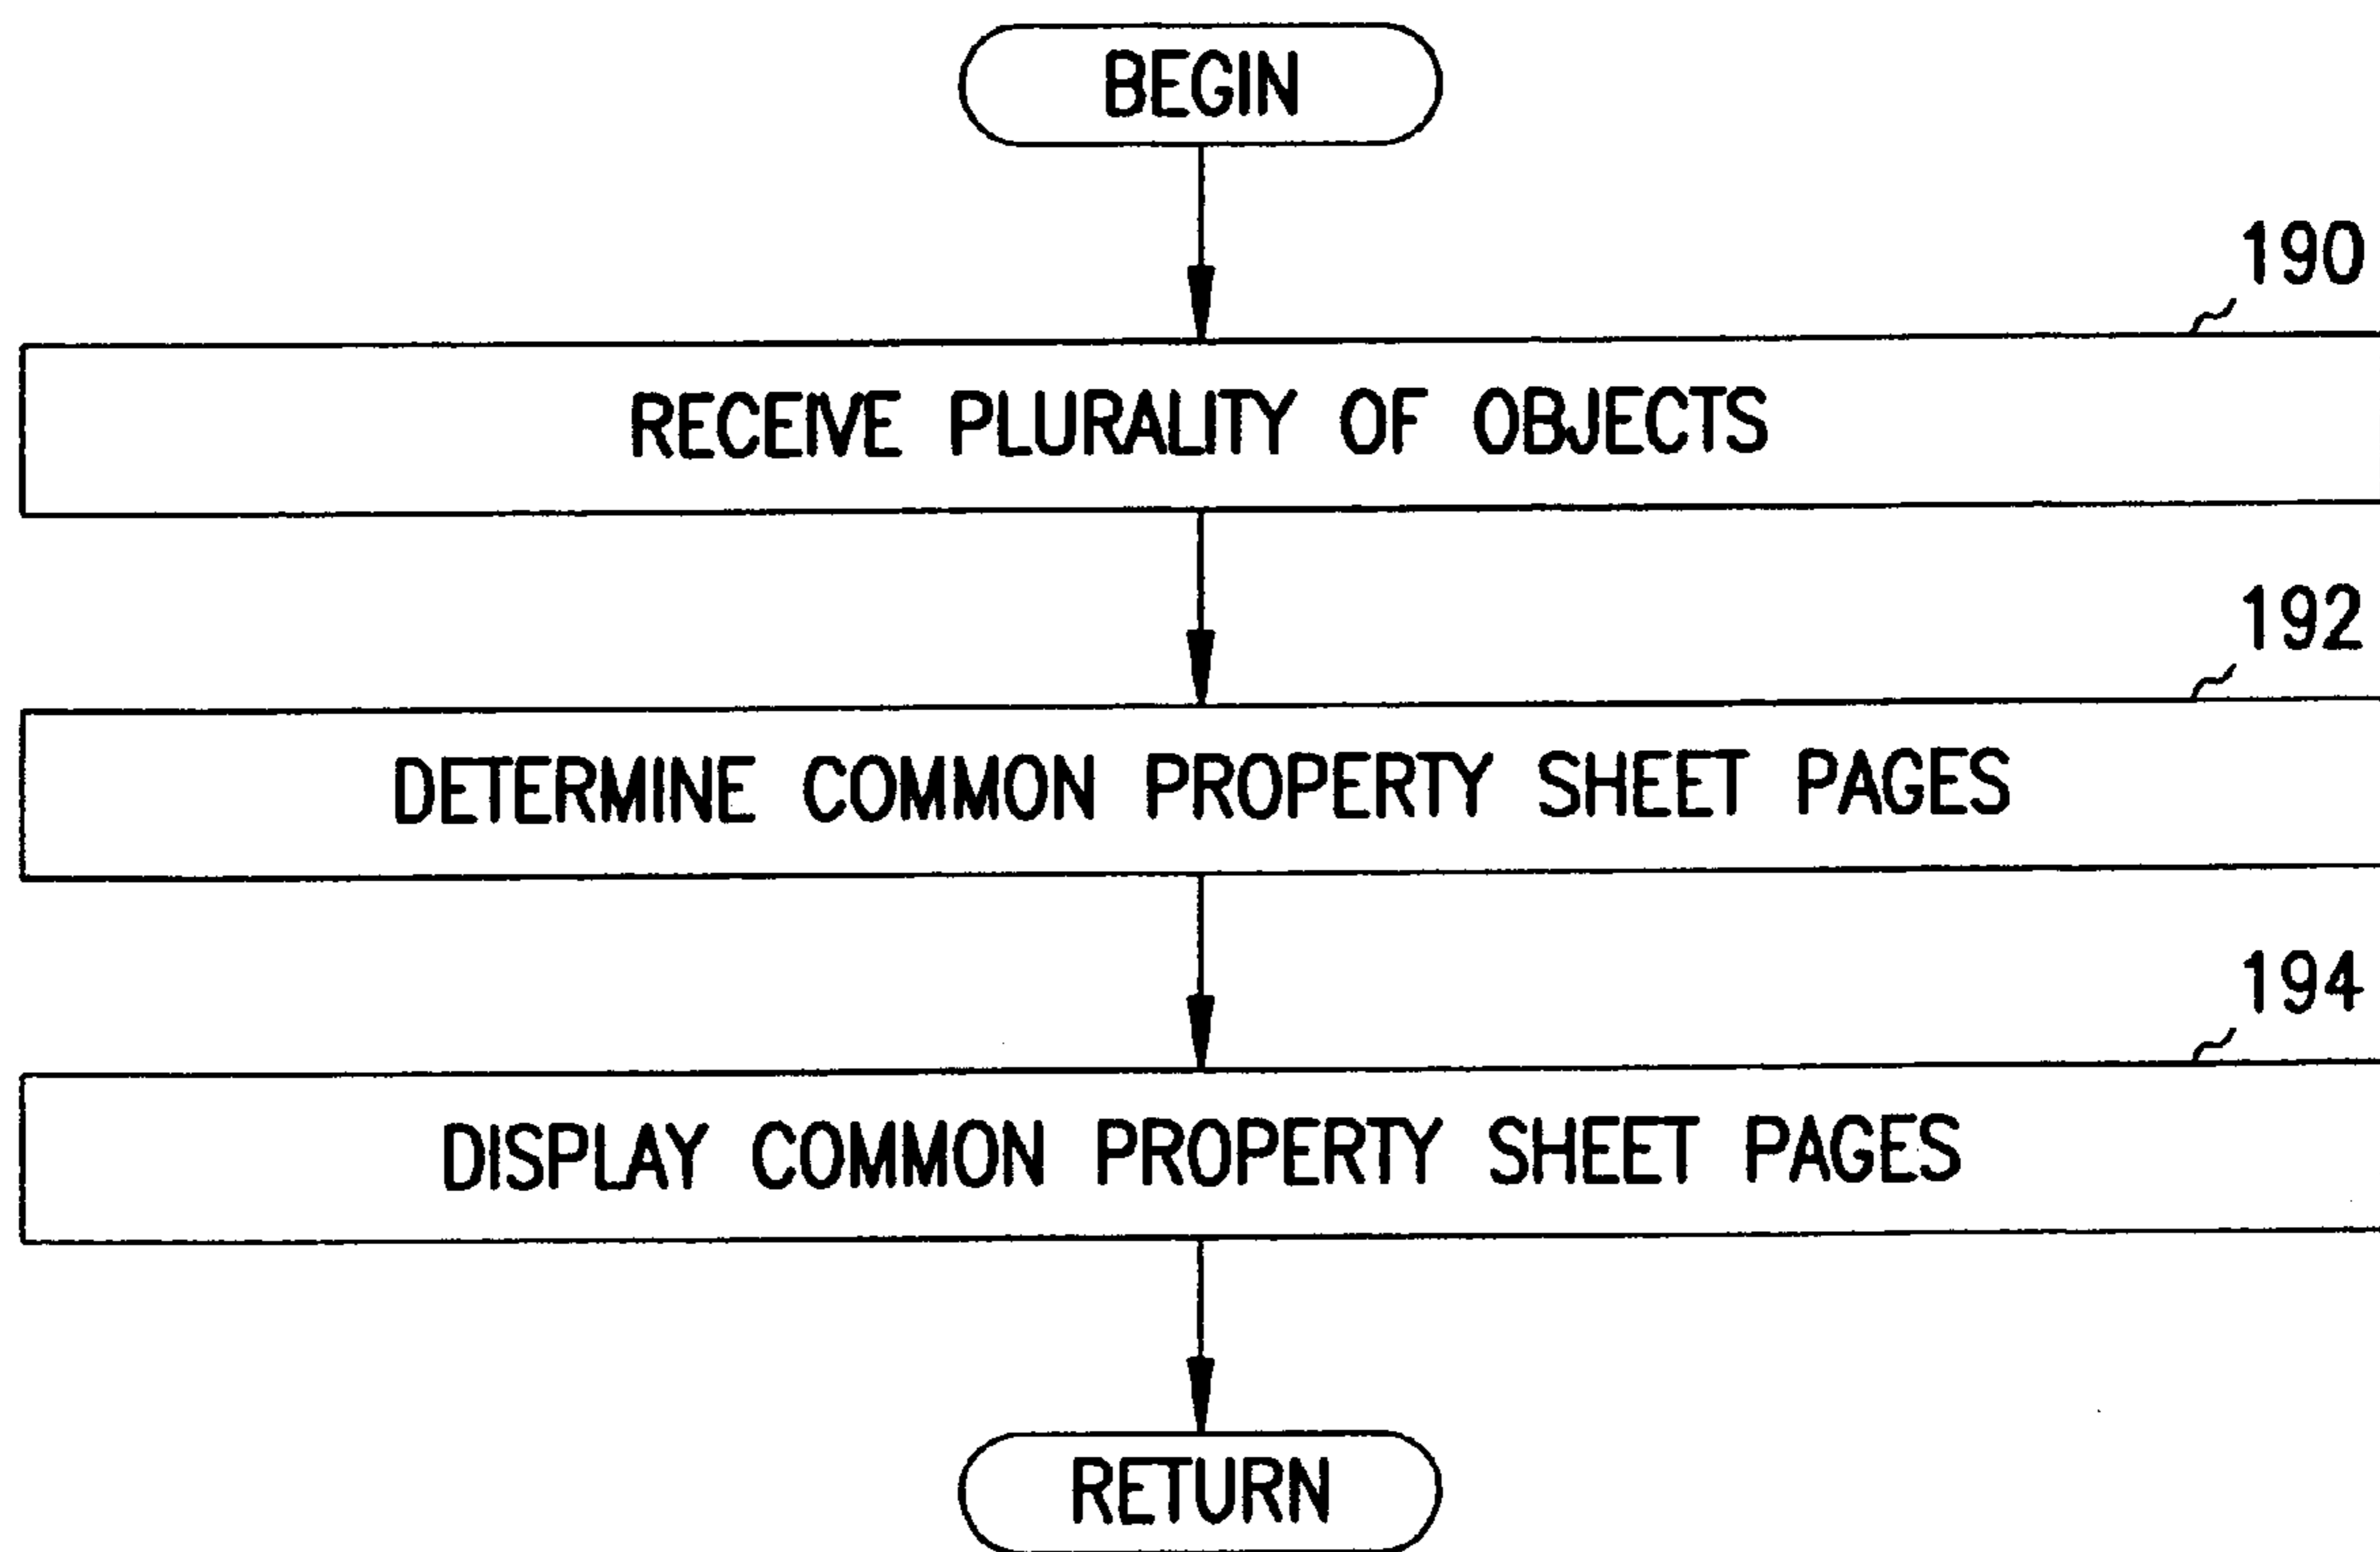 BEGIN
190
RECEIVE PLURALITY OF OBJECTS
192
DETERMINE COMMON PROPERTY SHEET PAGES
194
DISPLAY COMMON PROPERTY SHEET PAGES
RETURN